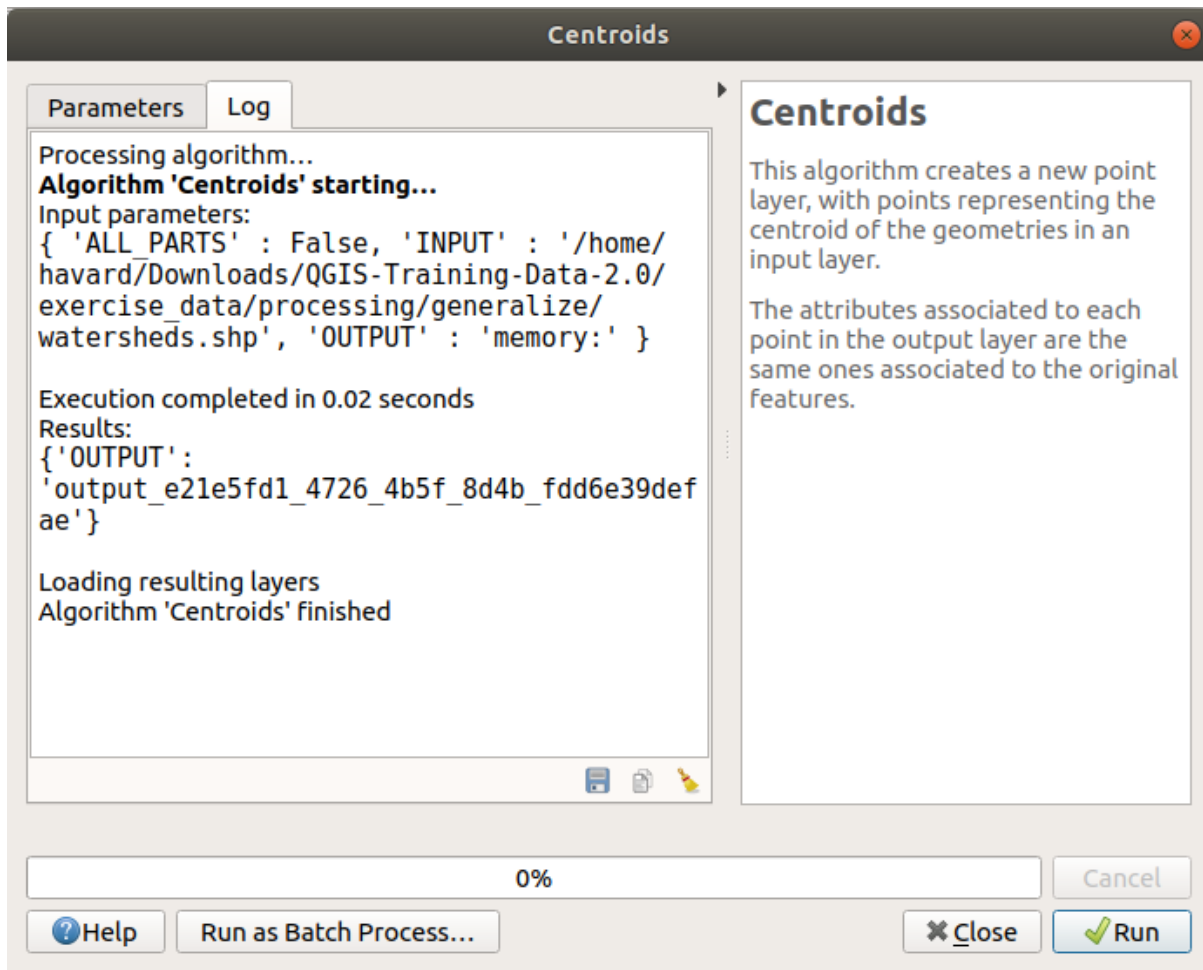 Centroids
Parameters
Log
Processing algorithm…
Algorithm 'Centroids' starting…
Input parameters:
{ 'ALL_PARTS' : False, 'INPUT' : '/home/
havard/Downloads/QGIS-Training-Data-2.0/
exercise_data/processing/generalize/
watersheds.shp', 'OUTPUT' : 'memory:' }
Execution completed in 0.02 seconds
Results:
{'OUTPUT':
'output_e21e5fd1_4726_4b5f_8d4b_fdd6e39def
ae'}
Loading resulting layers
Algorithm 'Centroids' finished
Centroids
This algorithm creates a new point
layer, with points representing the
centroid of the geometries in an
input layer.
The attributes associated to each
point in the output layer are the
same ones associated to the original
features.
0%
Cancel
Help
Run as Batch Process…
Close
Run